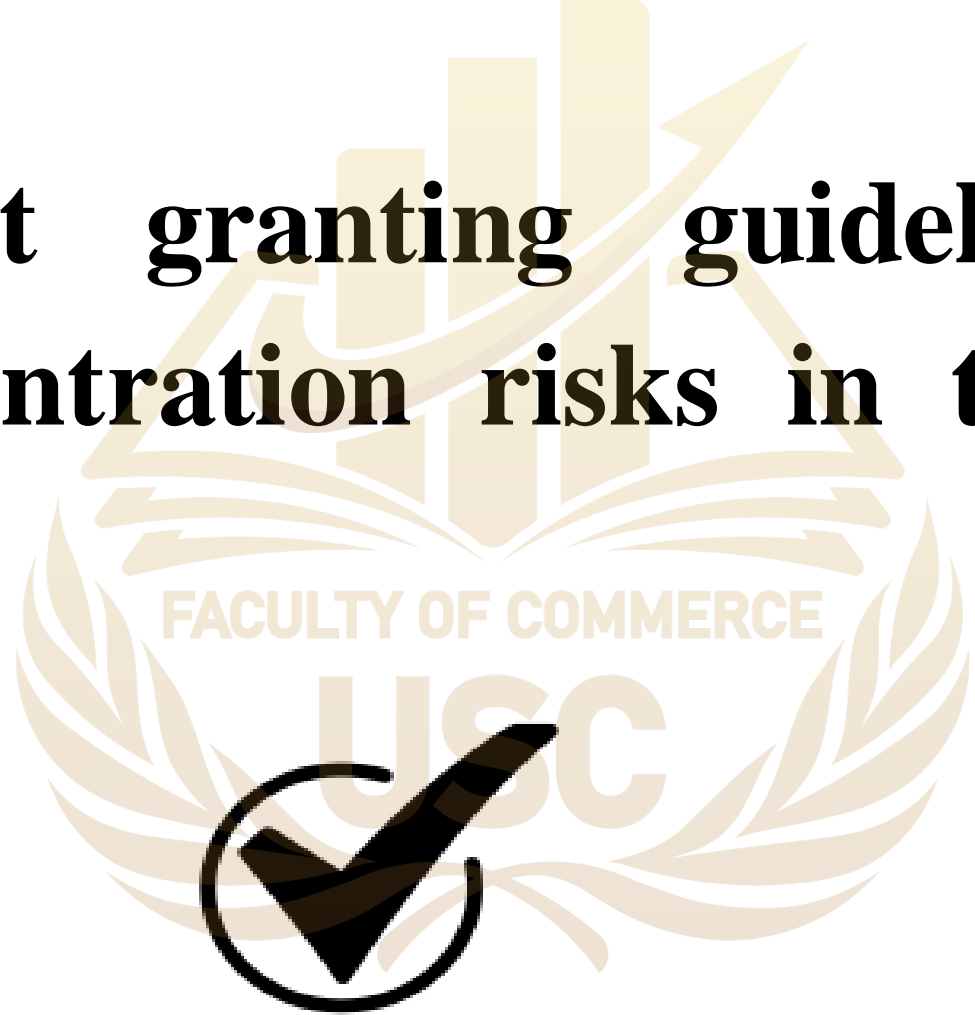 t granting guidel
ntration risks in t
FACULTY OF COMMERCE
USC